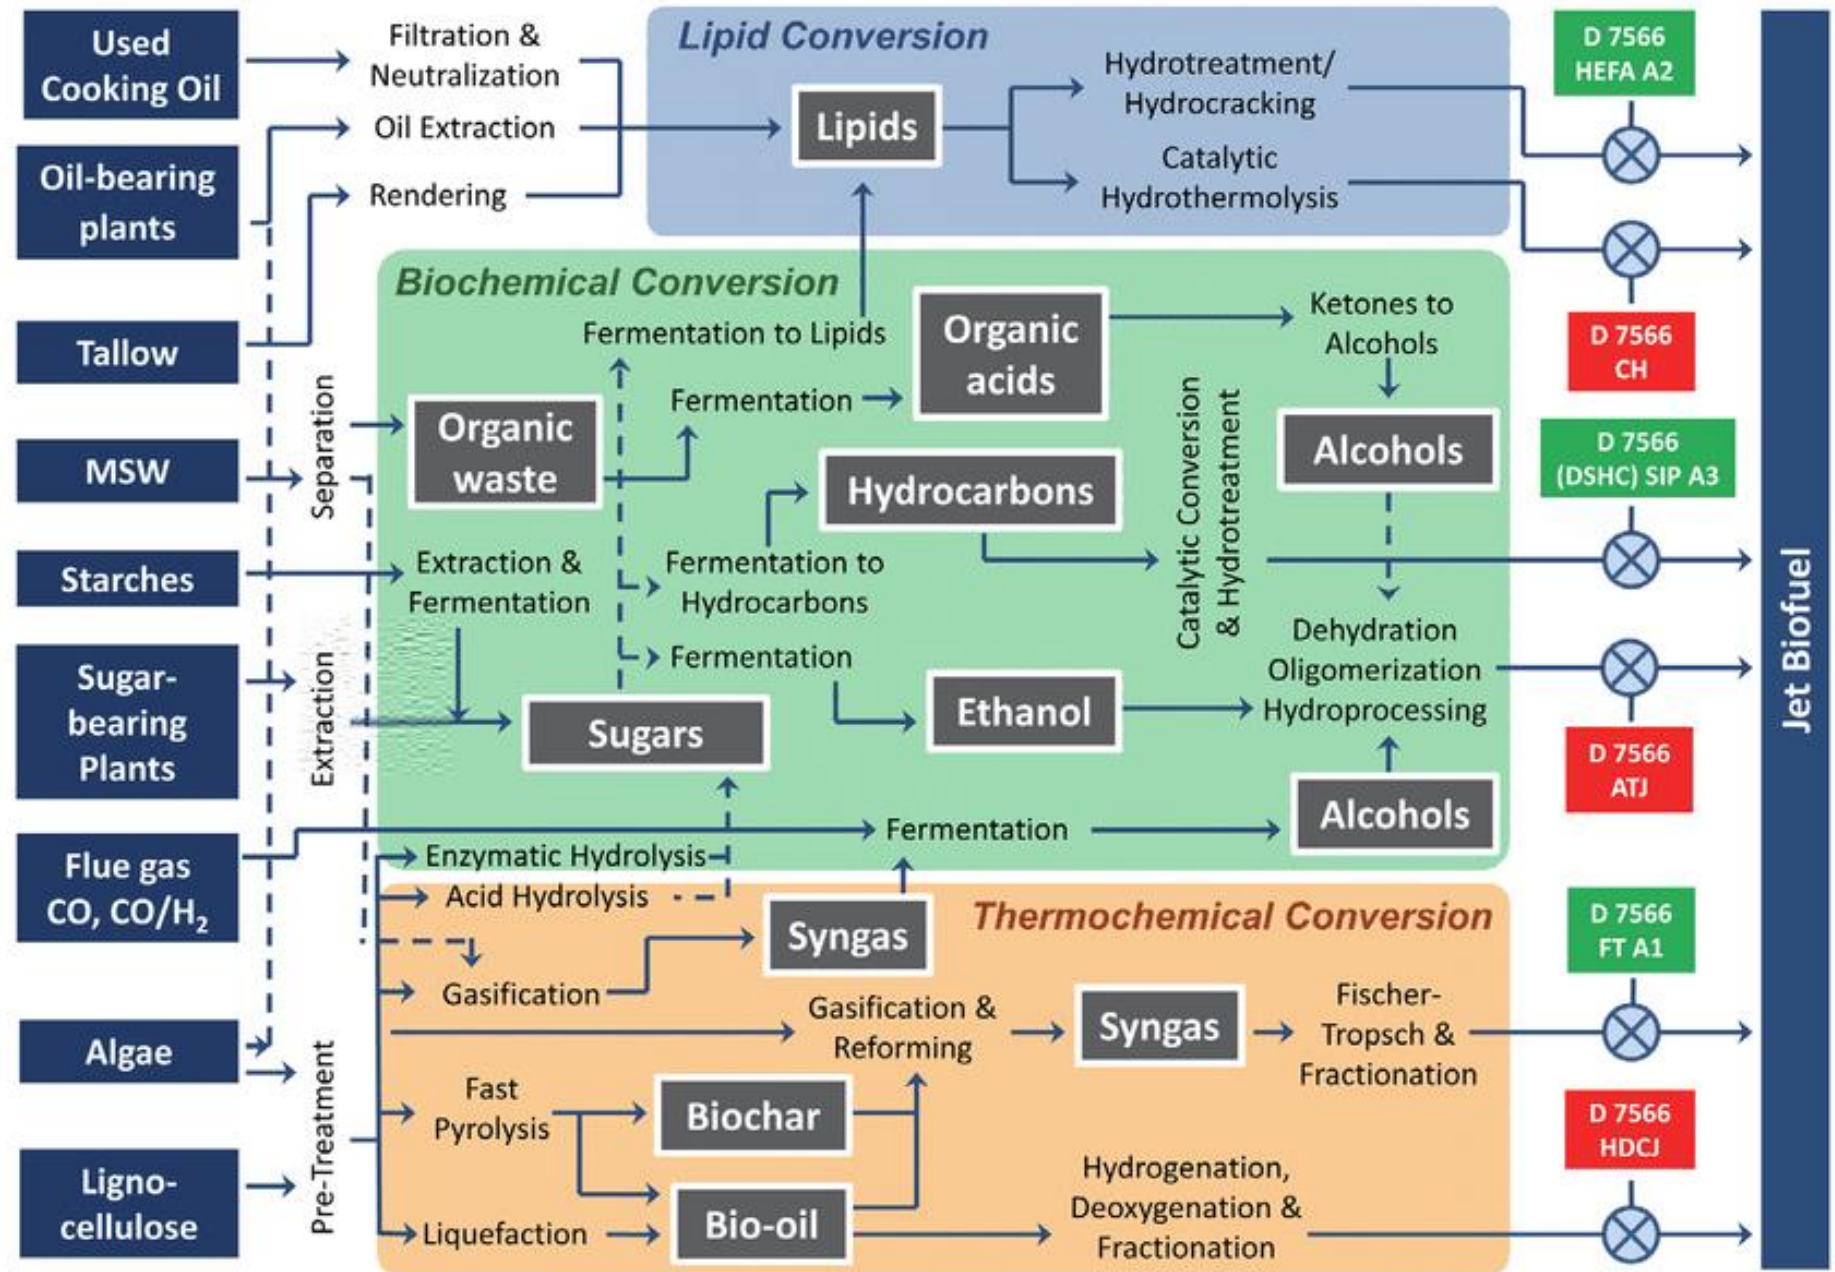 Used
Cooking Oil
Oil-bearing
plants
Tallow
MSW
Starches
Sugar-
bearing
Plants
Flue gas
CO, CO/H₂
Algae
Ligno-
cellulose
Filtration &
Neutralization
Oil Extraction
Rendering
Separation
Extraction
Pre-Treatment
Lipid Conversion
Lipids
Hydrotreatment/
Hydrocracking
Catalytic
Hydrothermolysis
Biochemical Conversion
Fermentation to Lipids
Organic
acids
Ketones to
Alcohols
Fermentation
Organic
waste
Alcohols
Hydrocarbons
Catalytic Conversion
& Hydrotreatment
Extraction &
Fermentation
Fermentation to
Hydrocarbons
Fermentation
Dehydration
Oligomerization
Hydroprocessing
Sugars
Ethanol
Alcohols
Fermentation
Enzymatic Hydrolysis
Acid Hydrolysis
Thermochemical Conversion
Syngas
Gasification
Gasification &
Reforming
Syngas
Fischer-
Tropsch &
Fractionation
Fast
Pyrolysis
Biochar
Liquefaction
Bio-oil
Hydrogenation,
Deoxygenation &
Fractionation
D 7566
HEFA A2
D 7566
CH
D 7566
(DSHC) SIP A3
D 7566
ATJ
D 7566
FT A1
D 7566
HDCJ
Jet Biofuel